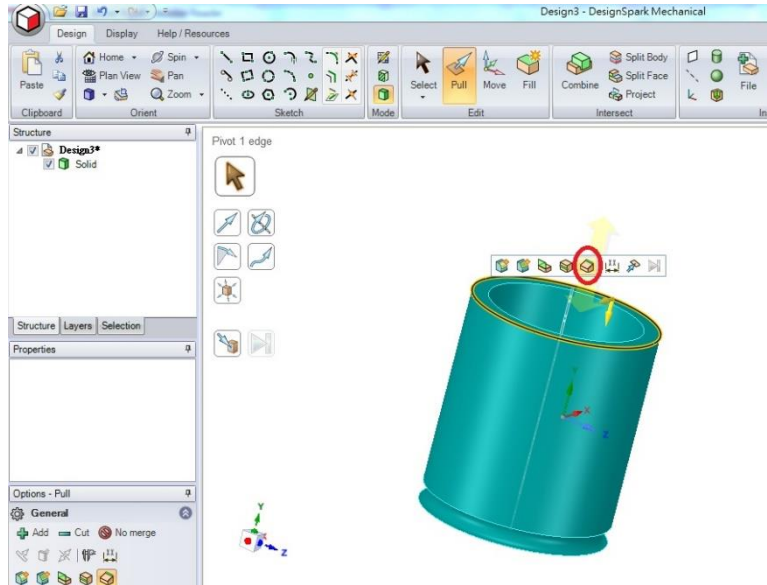 Design3 - DesignSpark Mechanical
Design Display Help / Resources
Paste
Home Spin
Plan View Pan
Zoom
Select Pull Move Fill
Combine
Split Body
Split Face
Project
File
Clipboard Orient Sketch Mode Edit Intersect In
Structure
Design3*
Solid
Structure Layers Selection
Properties
Options - Pull
General
Add Cut No merge
Pivot 1 edge
Y
X
Z
Y
Z